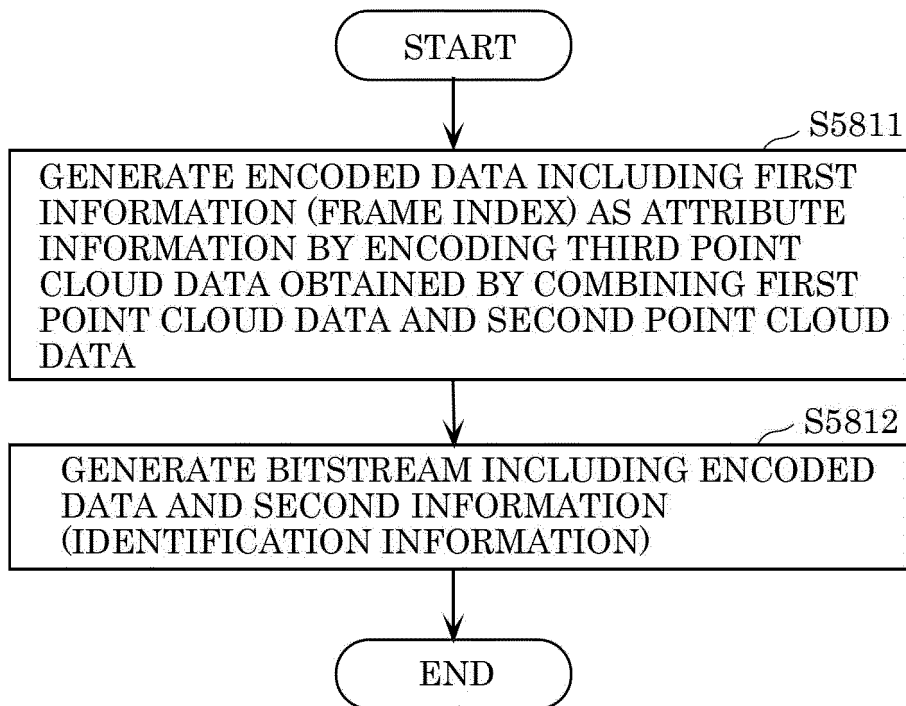 START
S5811
GENERATE ENCODED DATA INCLUDING FIRST
INFORMATION (FRAME INDEX) AS ATTRIBUTE
INFORMATION BY ENCODING THIRD POINT
CLOUD DATA OBTAINED BY COMBINING FIRST
POINT CLOUD DATA AND SECOND POINT CLOUD
DATA
S5812
GENERATE BITSTREAM INCLUDING ENCODED
DATA AND SECOND INFORMATION
(IDENTIFICATION INFORMATION)
END